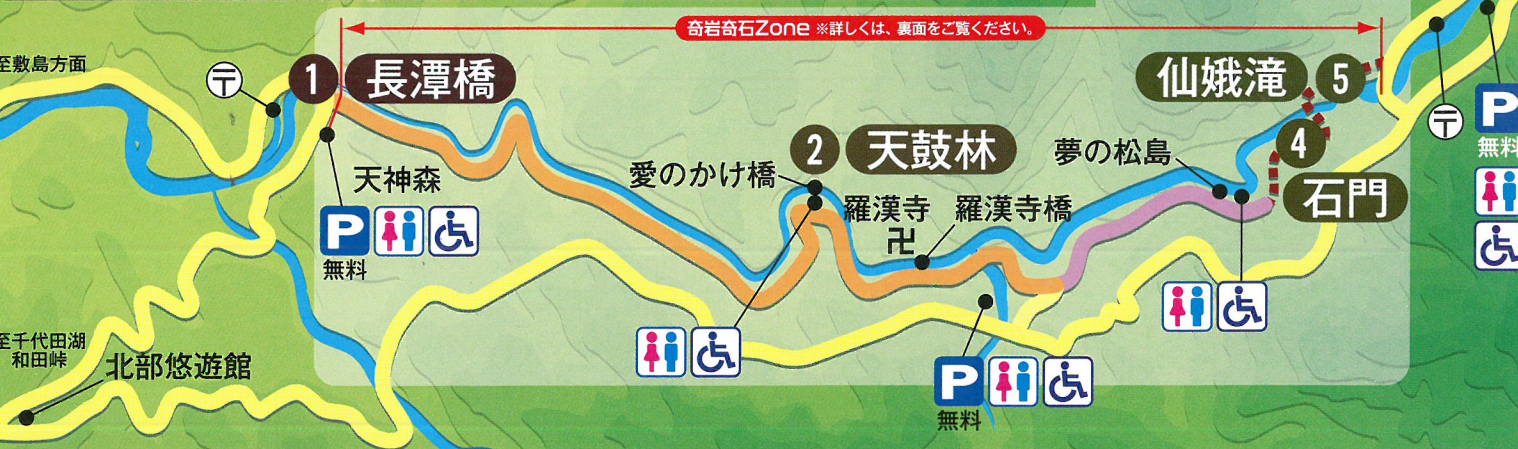 奇岩奇石Zone ※詳しくは、裏面をご覧ください。
至敷島方面
〒
1 長潭橋
仙娥滝 5
〒
P
無料
2 天鼓林
夢の松島
4
愛のかけ橋
天神森
石門
羅漢寺
羅漢寺橋
卍
P
無料
至千代田湖
和田峠
北部悠遊館
P
無料